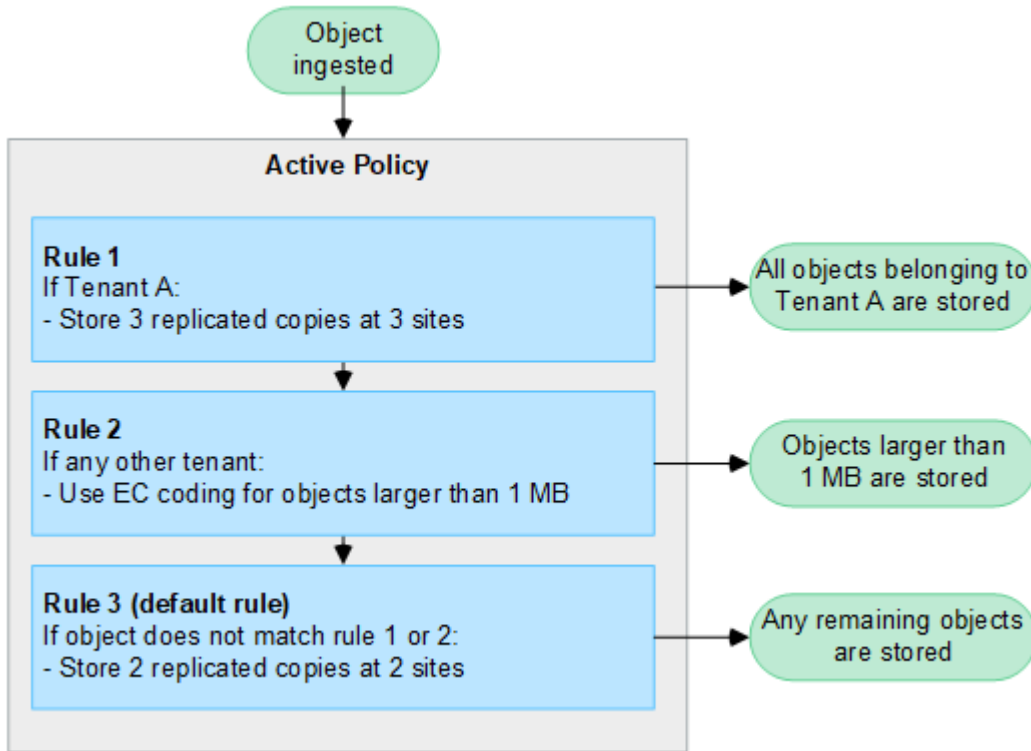 Object
ingested
Active Policy
Rule 1
If Tenant A:
- Store 3 replicated copies at 3 sites
All objects belonging to
Tenant A are stored
Rule 2
If any other tenant:
- Use EC coding for objects larger than 1 MB
Objects larger than
1 MB are stored
Rule 3 (default rule)
If object does not match rule 1 or 2:
- Store 2 replicated copies at 2 sites
Any remaining objects
are stored